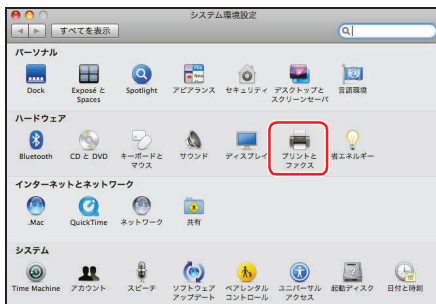 システム環境設定
すべてを表示
パーソナル
Dock
Exposé と
Spaces
Spotlight
アピアランス
セキュリティ
デスクトップと
スクリーンセーバ
言語環境
ハードウェア
Bluetooth
CD と DVD
キーボードと
マウス
サウンド
ディスプレイ
プリントと
ファクス
省エネルギー
インターネットとネットワーク
.Mac
QuickTime
ネットワーク
共有
システム
Time Machine
アカウント
スピーチ
ソフトウェア
アップデート
ペアレンタル
コントロール
ユニバーサル
アクセス
起動ディスク
日付と時刻